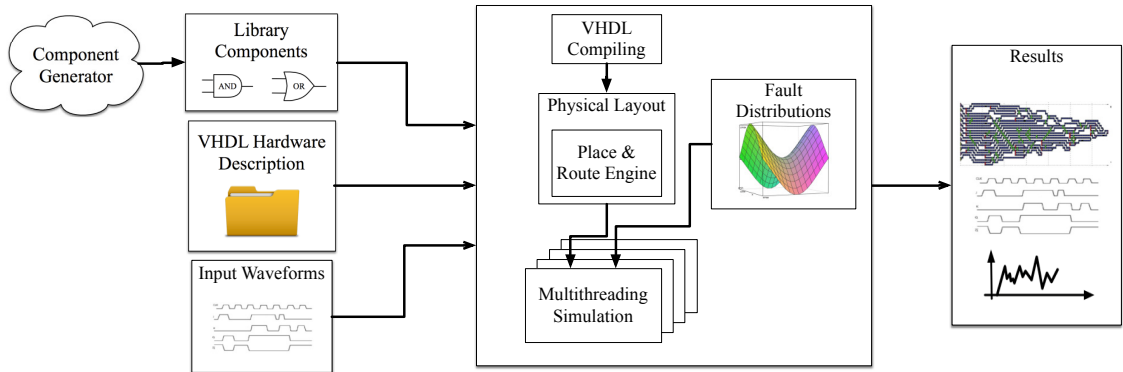 Component
Generator
Library
Components
AND
OR
VHDL Hardware
Description
Input Waveforms
VHDL
Compiling
Physical Layout
Place &
Route Engine
Fault
Distributions
Multithreading
Simulation
Results